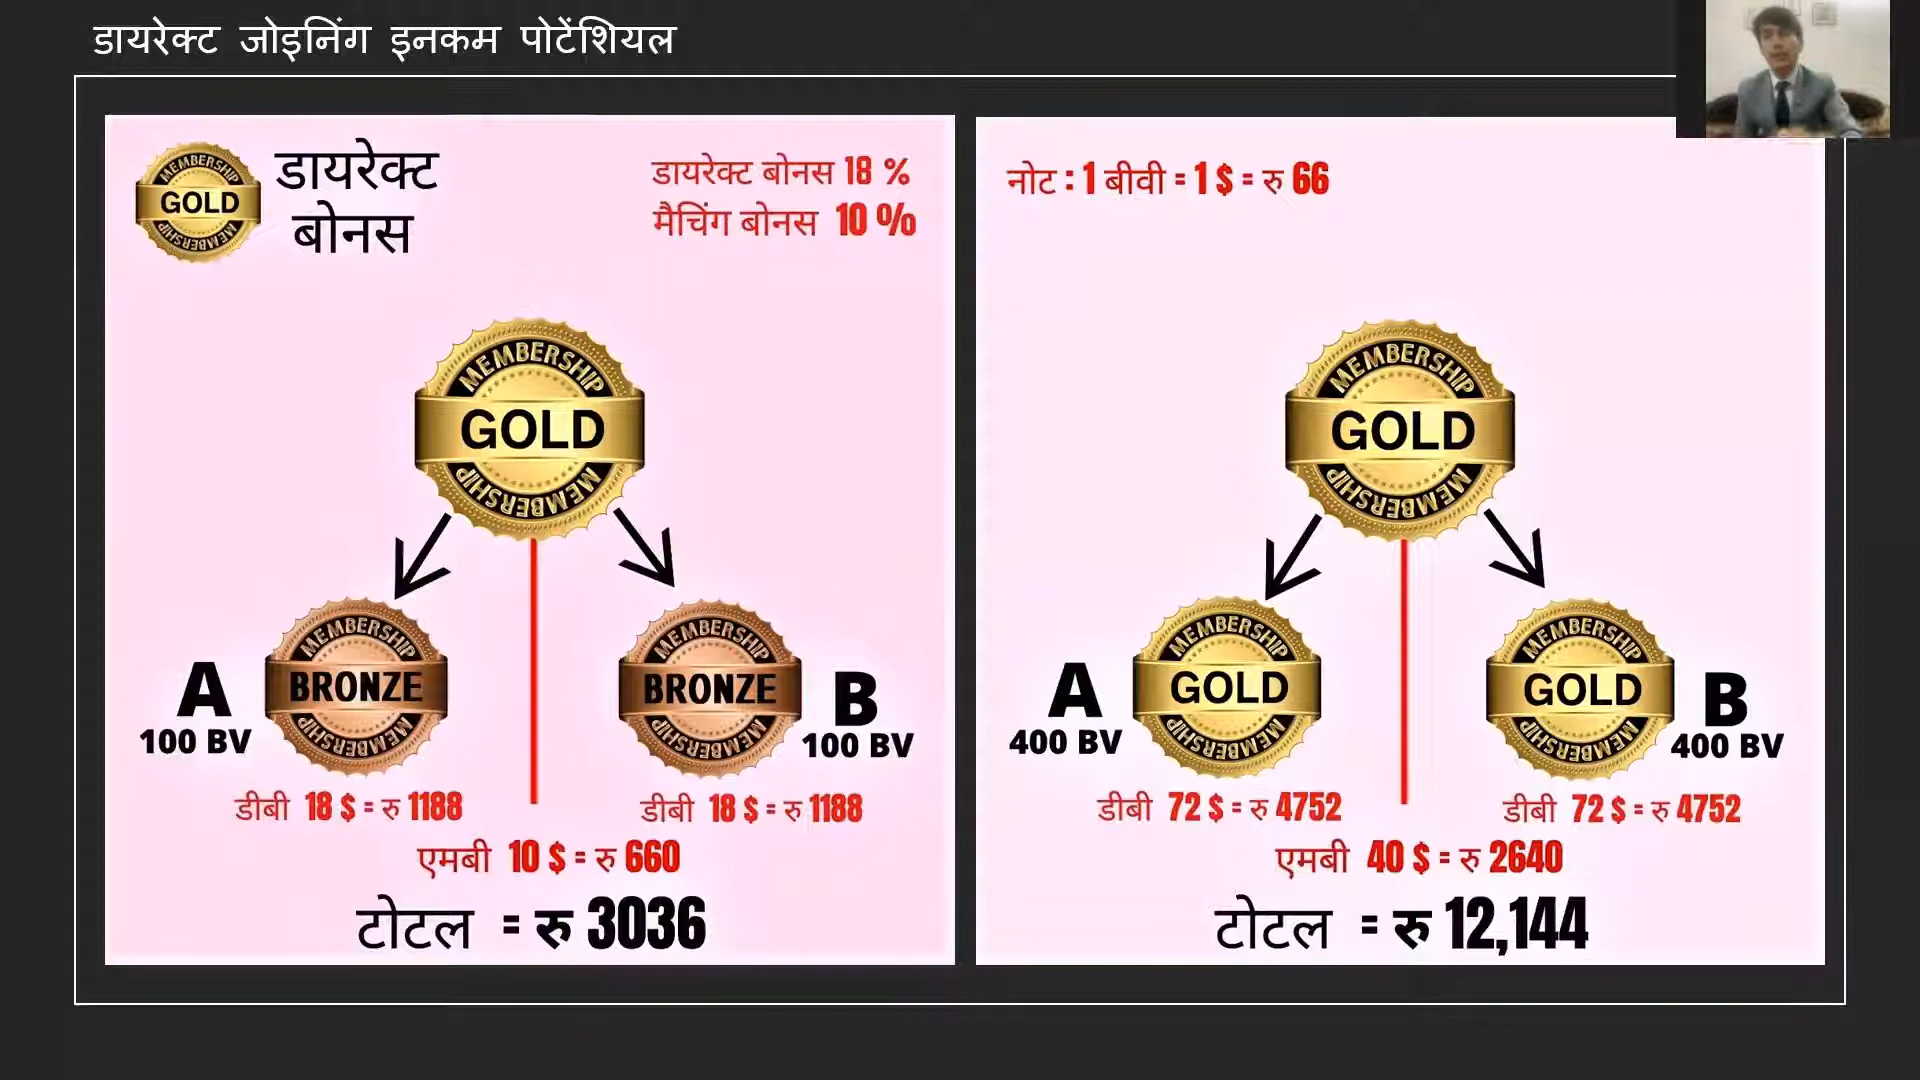 डायरेक्ट जोइनिंग इनकम पोटेंशियल
MEMBERSHIP
GOLD
MEMBERSHIP
डायरेक्ट
बोनस
डायरेक्ट बोनस 18 %
मैचिंग बोनस 10 %
MEMBERSHIP
GOLD
MEMBERSHIP
MEMBERSHIP
BRONZE
MEMBERSHIP
A
100 BV
MEMBERSHIP
BRONZE
MEMBERSHIP
B
100 BV
डीबी 18 $ = रु 1188
डीबी 18 $ = रु 1188
एमबी 10 $ = रु 660
टोटल = रु 3036
नोट : 1 बीवी = 1 $ = रु 66
MEMBERSHIP
GOLD
MEMBERSHIP
A
400 BV
MEMBERSHIP
GOLD
MEMBERSHIP
MEMBERSHIP
GOLD
MEMBERSHIP
B
400 BV
डीबी 72 $ = रु 4752
डीबी 72 $ = रु 4752
एमबी 40 $ = रु 2640
टोटल = रु 12,144